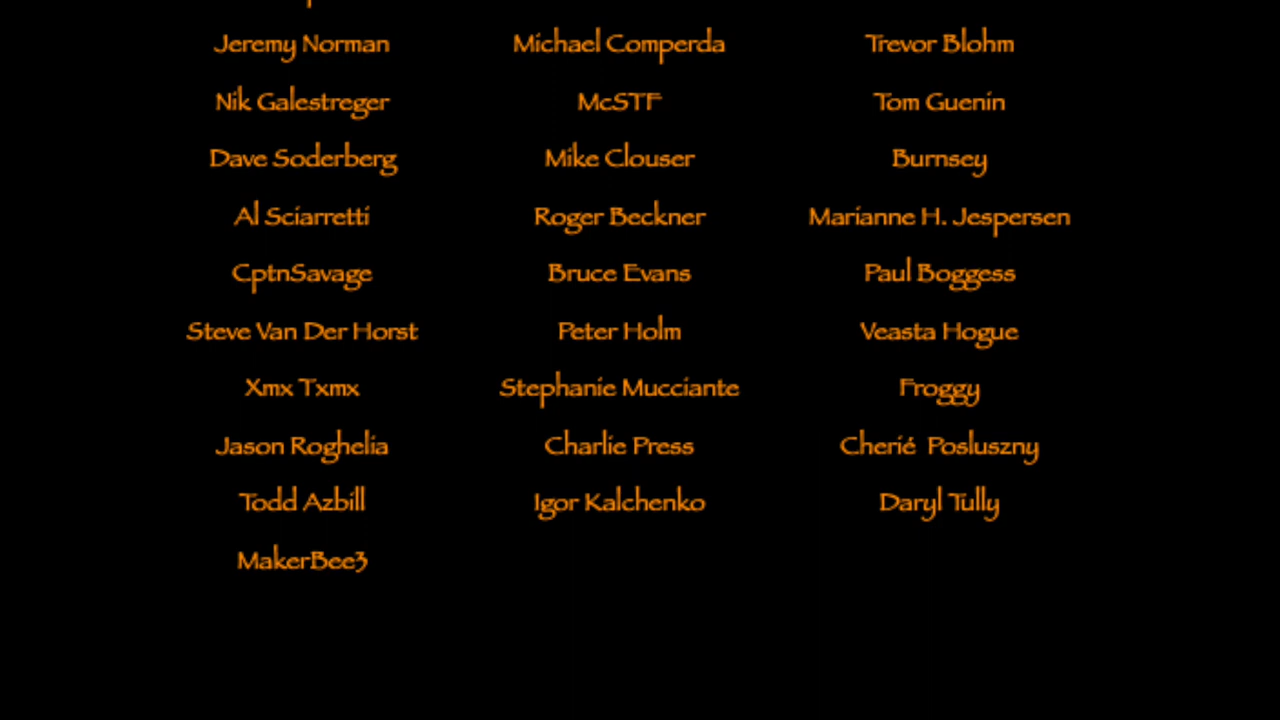 Jeremy Norman Michael Comperda Trevor Blohm
Nik Galestreger McSTF Tom Guenin
Dave Soderberg Mike Clouser Burnsey
Al Sciarretti Roger Beckner Marianne H. Jespersen
CptnSavage Bruce Evans Paul Boggess
Steve Van Der Horst Peter Holm Veasta Hogue
Xmx Txmx Stephanie Mucciante Froggy
Jason Roghelia Charlie Press Cherié Posluszny
Todd Azbill Igor Kalchenko Daryl Tully
MakerBee3